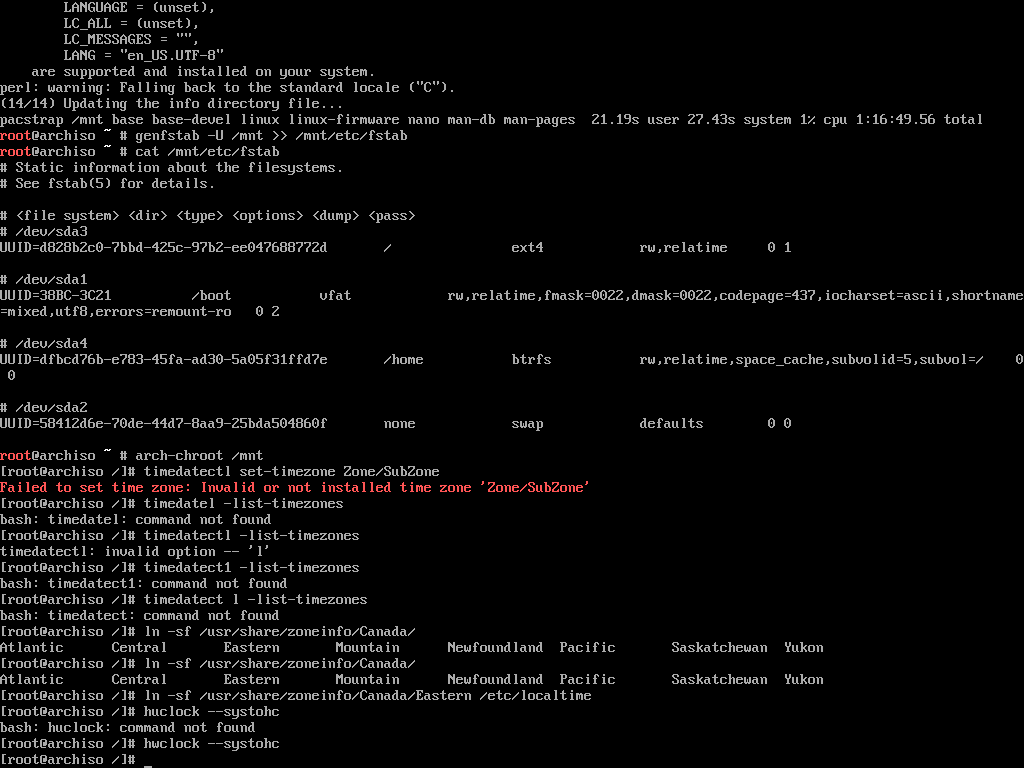 LANGUAGE = (unset),
LC_ALL = (unset),
LC_MESSAGES = "",
LANG = "en_US.UTF-8"
are supported and installed on your system.
perl: warning: Falling back to the standard locale ("C").
(14/14) Updating the info directory file...
pacstrap /mnt base base-devel linux linux-firmware nano man-db man-pages  21.19s user 27.43s system 1% cpu 1:16:49.56 total
root@archiso ~ # genfstab -U /mnt >> /mnt/etc/fstab
root@archiso ~ # cat /mnt/etc/fstab
# Static information about the filesystems.
# See fstab(5) for details.
# <file system> <dir> <type> <options> <dump> <pass>
# /dev/sda3
UUID=d828b2c0-7bbd-425c-97b2-ee047688772d       /               ext4            rw,relatime     0 1
# /dev/sda1
UUID=38BC-3C21          /boot           vfat            rw,relatime,fmask=0022,dmask=0022,codepage=437,iocharset=ascii,shortname
=mixed,utf8,errors=remount-ro   0 2
# /dev/sda4
UUID=dfbcd76b-e783-45fa-ad30-5a05f31ffd7e       /home           btrfs           rw,relatime,space_cache,subvolid=5,subvol=/    0
0
# /dev/sda2
UUID=58412d6e-70de-44d7-8aa9-25bda504860f       none            swap            defaults        0 0
root@archiso ~ # arch-chroot /mnt
[root@archiso /]# timedatectl set-timezone Zone/SubZone
Failed to set time zone: Invalid or not installed time zone 'Zone/SubZone'
[root@archiso /]# timedatel -list-timezones
bash: timedatel: command not found
[root@archiso /]# timedatectl -list-timezones
timedatectl: invalid option -- 'l'
[root@archiso /]# timedatect1 -list-timezones
bash: timedatect1: command not found
[root@archiso /]# timedatect l -list-timezones
bash: timedatect: command not found
[root@archiso /]# ln -sf /usr/share/zoneinfo/Canada/
Atlantic      Central       Eastern       Mountain      Newfoundland  Pacific       Saskatchewan  Yukon
[root@archiso /]# ln -sf /usr/share/zoneinfo/Canada/
Atlantic      Central       Eastern       Mountain      Newfoundland  Pacific       Saskatchewan  Yukon
[root@archiso /]# ln -sf /usr/share/zoneinfo/Canada/Eastern /etc/localtime
[root@archiso /]# huclock --systohc
bash: huclock: command not found
[root@archiso /]# hwclock --systohc
[root@archiso /]# _